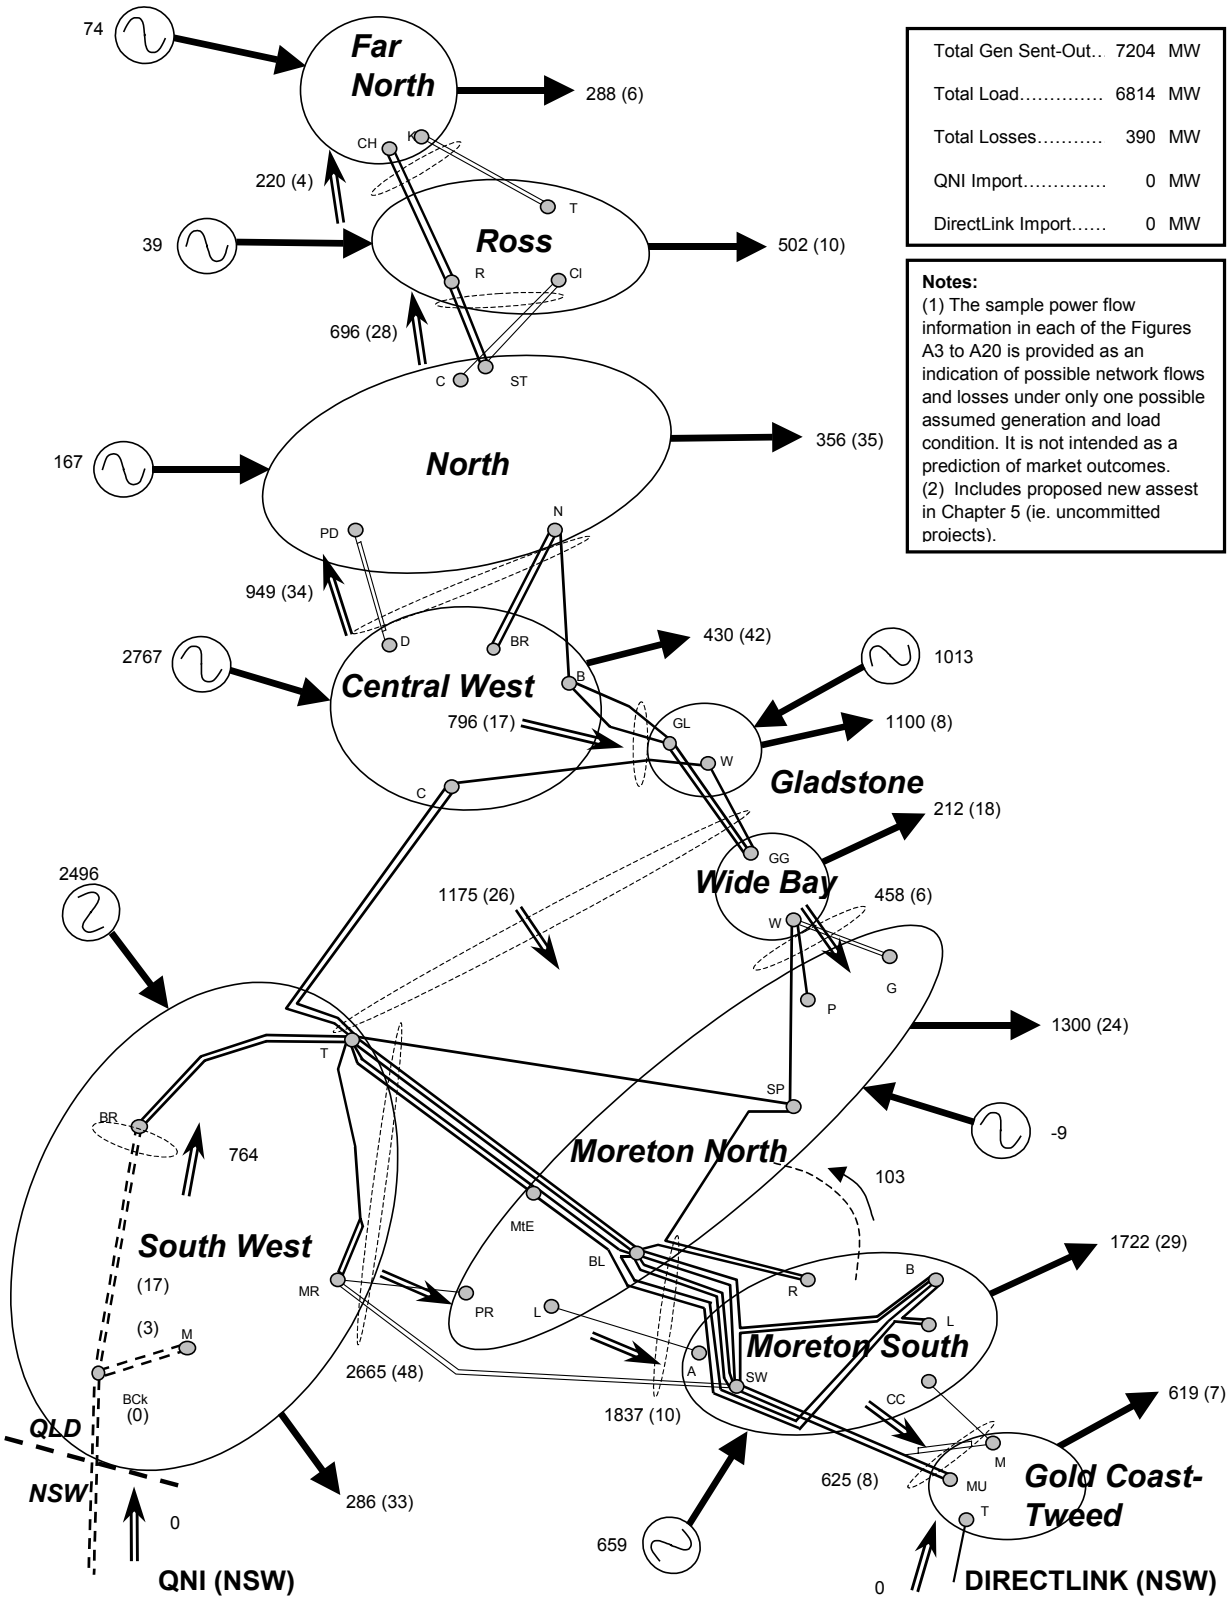 74
Far
North
288 (6)
CH
K
220 (4)
T
39
Ross
502 (10)
R
Cl
696 (28)
C
ST
356 (35)
North
167
N
PD
949 (34)
D
BR
430 (42)
2767
1013
Central West
B
796 (17)
GL
1100 (8)
W
Gladstone
C
212 (18)
GG
2496
Wide Bay
1175 (26)
458 (6)
W
G
P
1300 (24)
T
SP
BR
-9
764
Moreton North
103
MtE
South West
1722 (29)
BL
B
(17)
MR
R
PR
L
L
(3)
M
Moreton South
A
2665 (48)
SW
BCk
(0)
1837 (10)
CC
619 (7)
QLD
M
NSW
625 (8)
MU
Gold Coast-
Tweed
286 (33)
T
0
659
QNI (NSW)
0
DIRECTLINK (NSW)
Total Gen Sent-Out.. 7204 MW
Total Load.............. 6814 MW
Total Losses........... 390 MW
QNI Import.............. 0 MW
DirectLink Import...... 0 MW
Notes:
(1) The sample power flow
information in each of the Figures
A3 to A20 is provided as an
indication of possible network flows
and losses under only one possible
assumed generation and load
condition. It is not intended as a
prediction of market outcomes.
(2) Includes proposed new assest
in Chapter 5 (ie. uncommitted
projects).